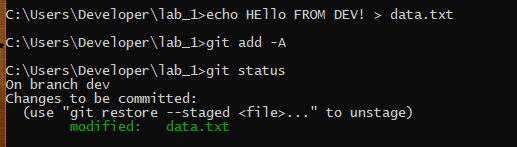 C:\Users\Developer\lab_1>echo HEllo FROM DEV! > data.txt
C:\Users\Developer\lab_1>git add -A
C:\Users\Developer\lab_1>git status
On branch dev
Changes to be committed:
  (use "git restore --staged <file>..." to unstage)
        modified:   data.txt